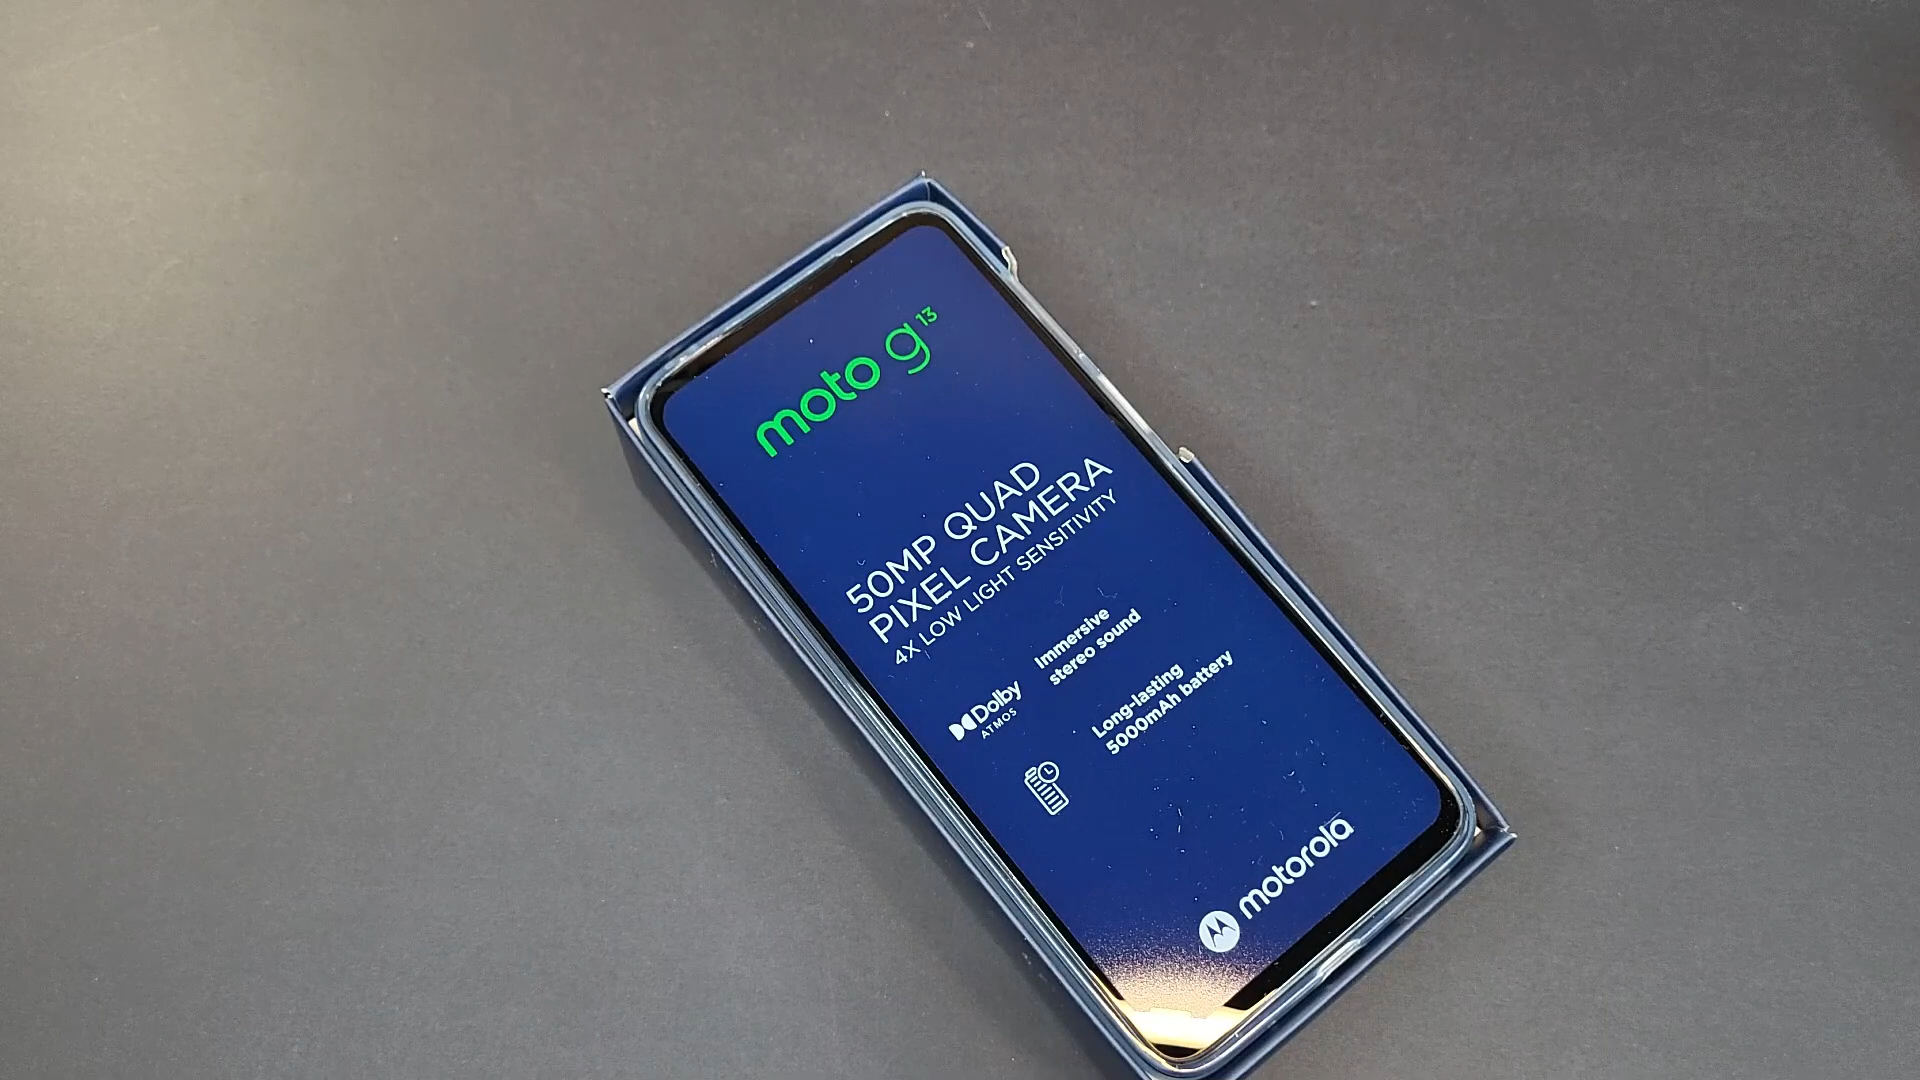 moto g13
50MP QUAD
PIXEL CAMERA
4X LOW LIGHT SENSITIVITY
Dolby
ATMOS
Immersive
stereo sound
Long-lasting
5000mAh battery
motorola